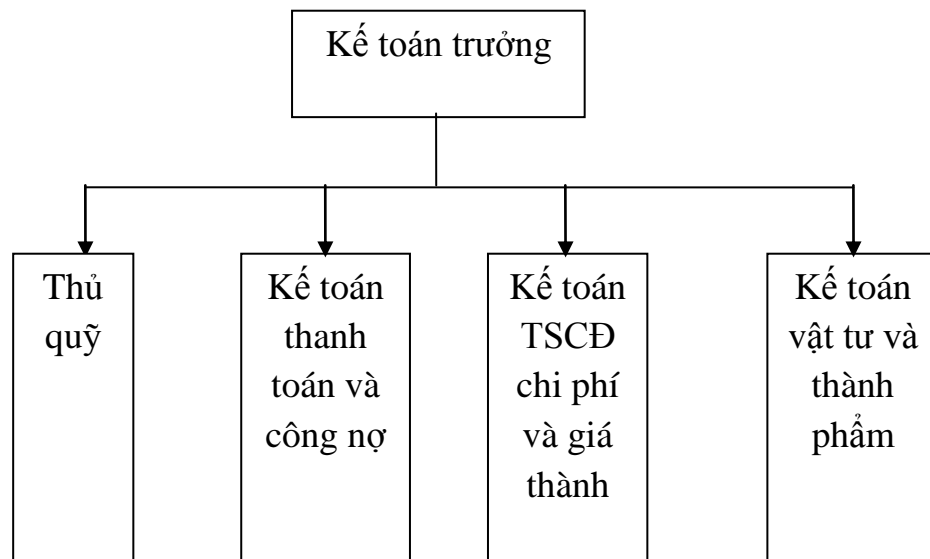 Kế toán trưởng
Thủ
quỹ
Kế toán
thanh
toán và
công nợ
Kế toán
TSCĐ
chi phí
và giá
thành
Kế toán
vật tư và
thành
phẩm